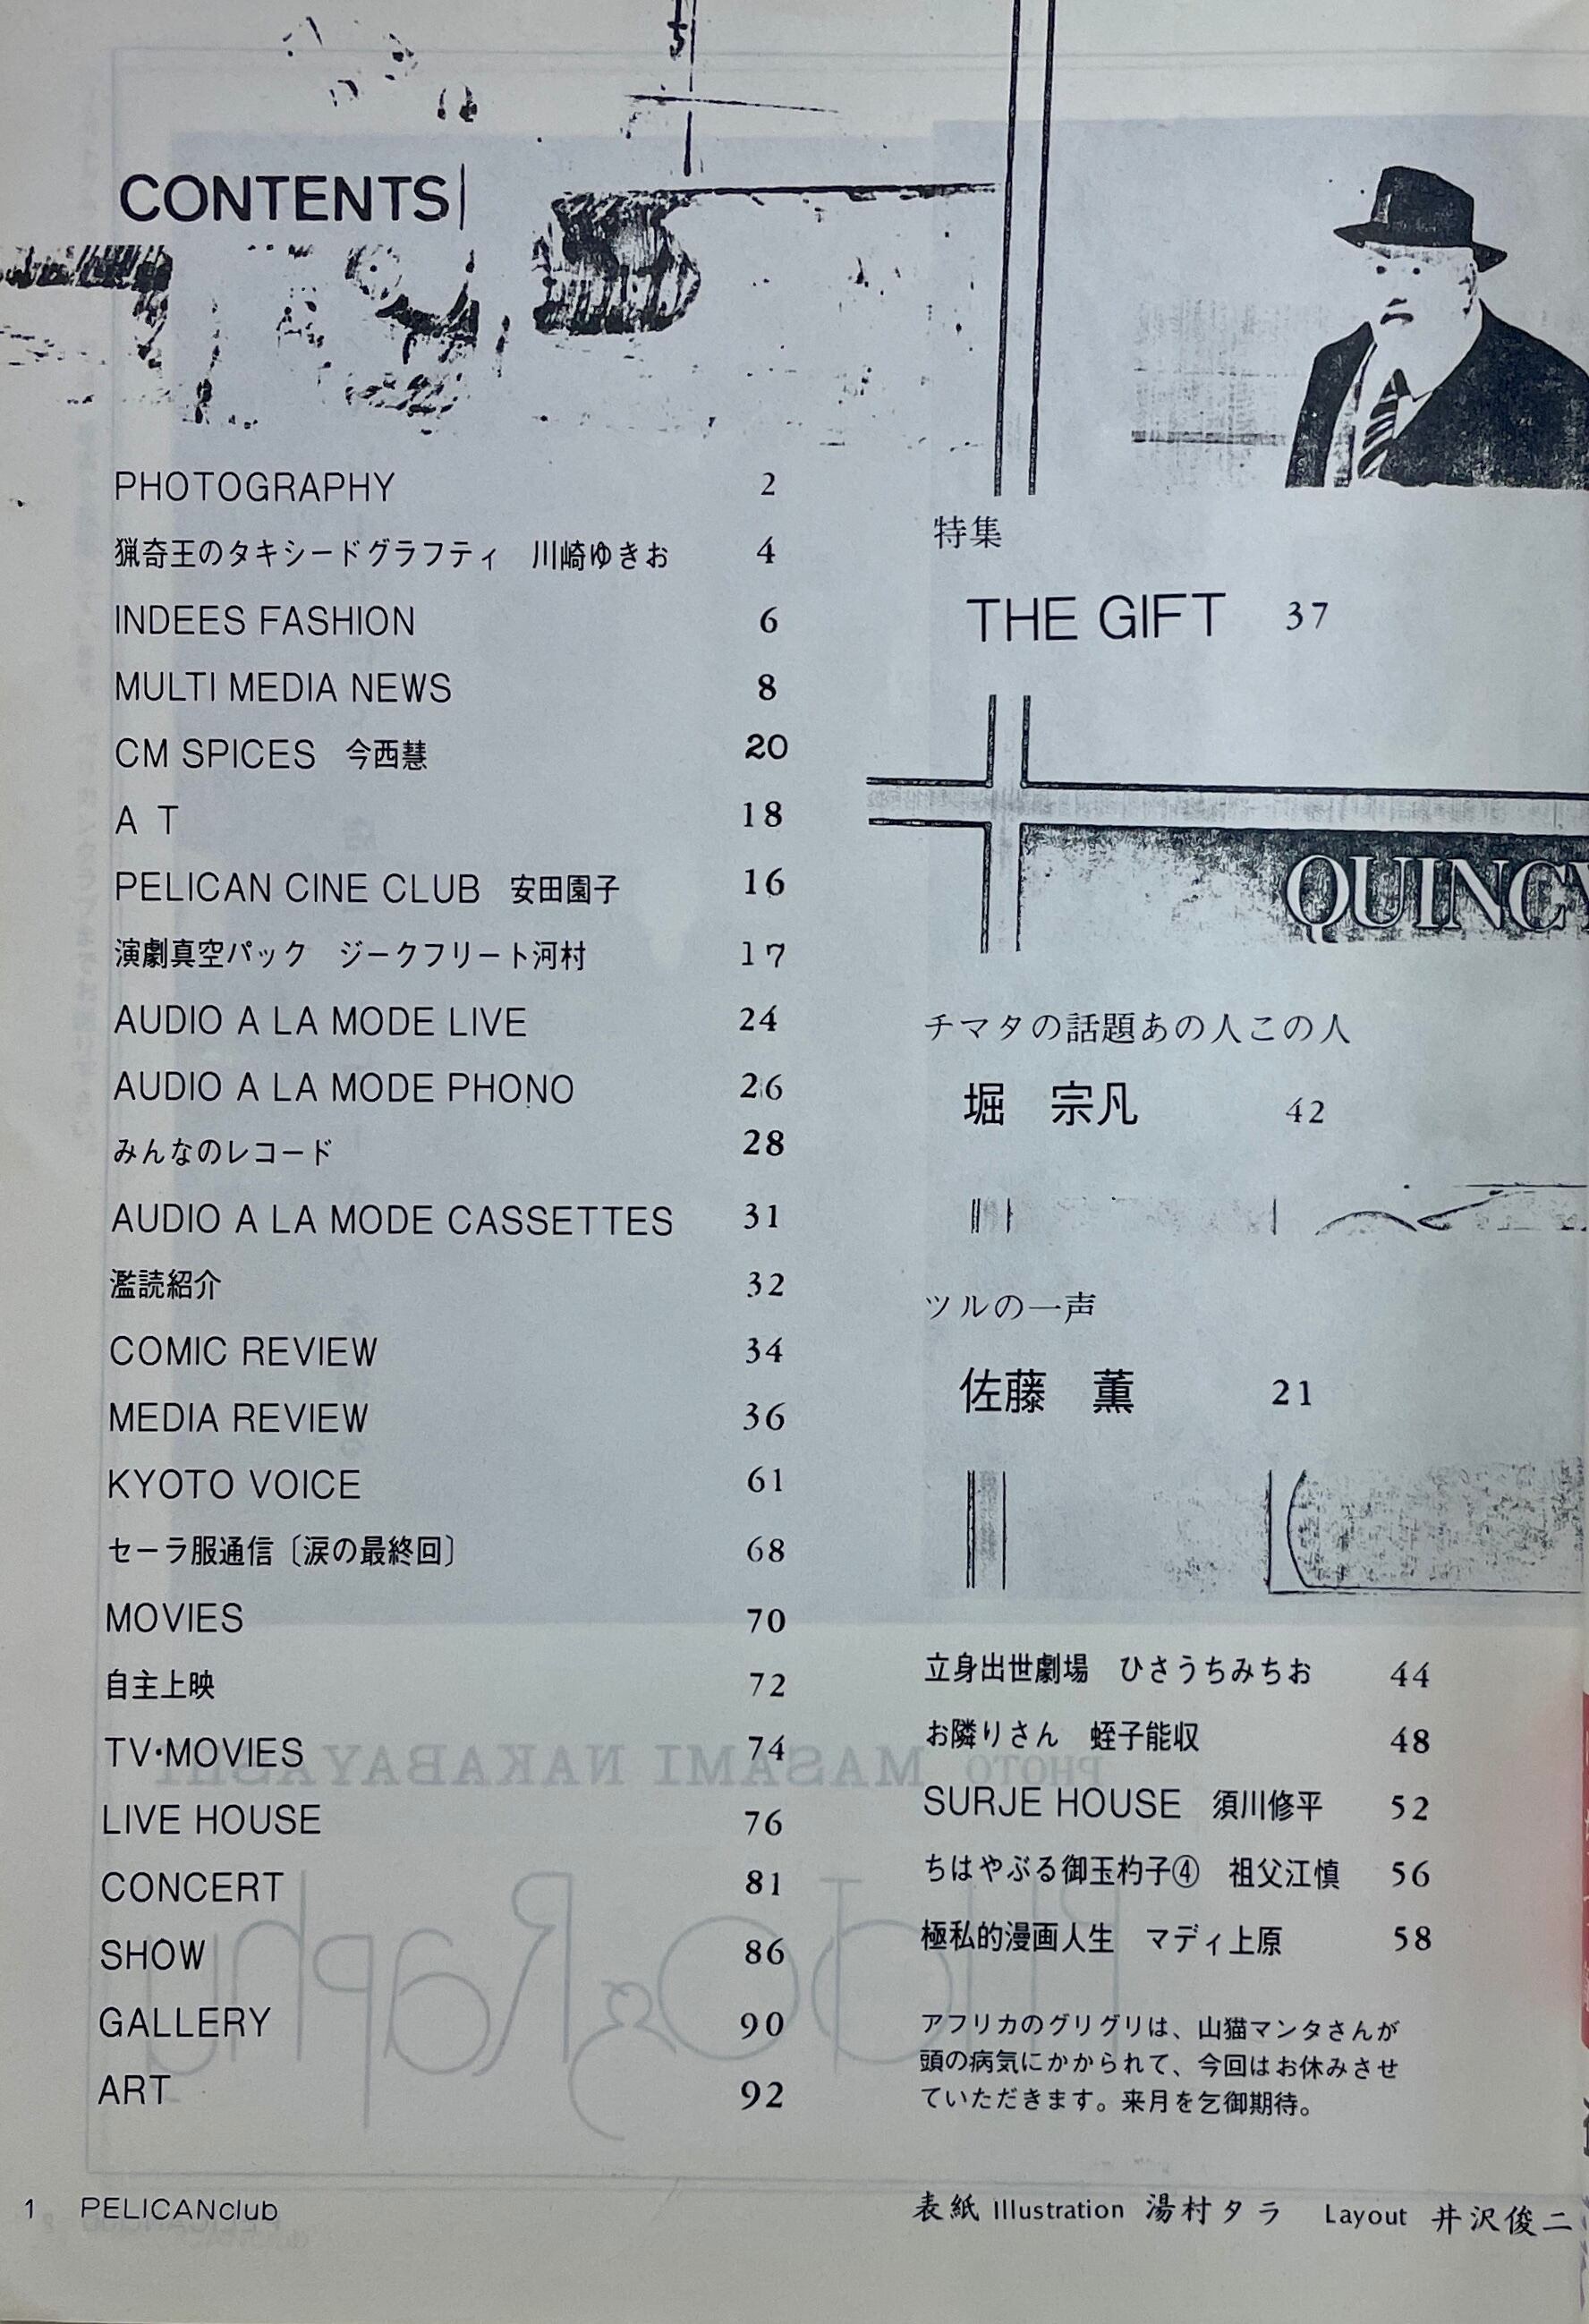 CONTENTS
PHOTOGRAPHY 2
猟奇王のタキシードグラフティ 川崎ゆきお 4
INDEES FASHION 6
MULTI MEDIA NEWS 8
CM SPICES 今西慧 20
A T 18
PELICAN CINE CLUB 安田園子 16
演劇真空パック ジークフリート河村 17
AUDIO A LA MODE LIVE 24
AUDIO A LA MODE PHONO 26
みんなのレコード 28
AUDIO A LA MODE CASSETTES 31
濫読紹介 32
COMIC REVIEW 34
MEDIA REVIEW 36
KYOTO VOICE 61
セーラ服通信〔涙の最終回〕 68
MOVIES 70
自主上映 72
TV・MOVIES 74
LIVE HOUSE 76
CONCERT 81
SHOW 86
GALLERY 90
ART 92
特集
THE GIFT 37
QUINCY
チマタの話題あの人この人
堀 宗凡 42
ツルの一声
佐藤 薫 21
立身出世劇場 ひさうちみちお 44
お隣りさん 蛭子能収 48
SURJE HOUSE 須川修平 52
ちはやぶる御玉杓子④ 祖父江慎 56
極私的漫画人生 マディ上原 58
アフリカのグリグリは、山猫マンタさんが
頭の病気にかかられて、今回はお休みさせ
ていただきます。来月を乞御期待。
1 PELICANclub
表紙 Illustration 湯村タラ Layout 井沢俊二
PHOTO MASAMI NAKABAYASHI